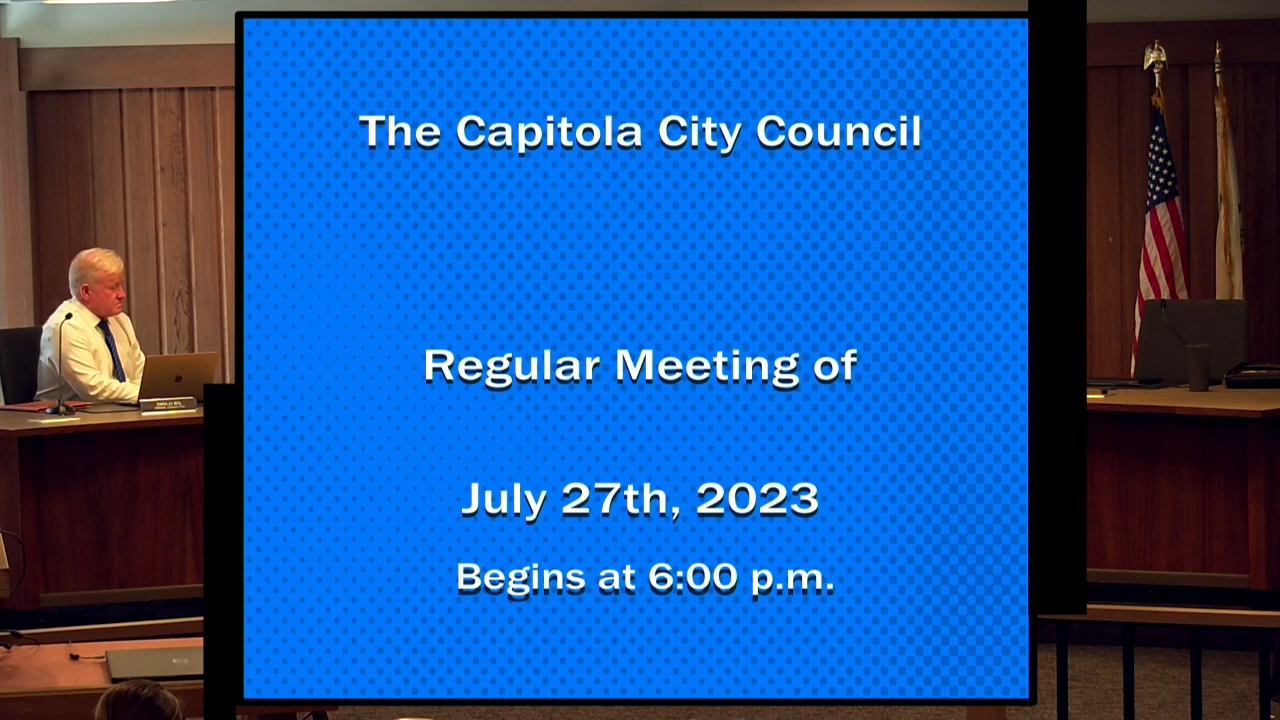 The Capitola City Council
Regular Meeting of
July 27th, 2023
Begins at 6:00 p.m.